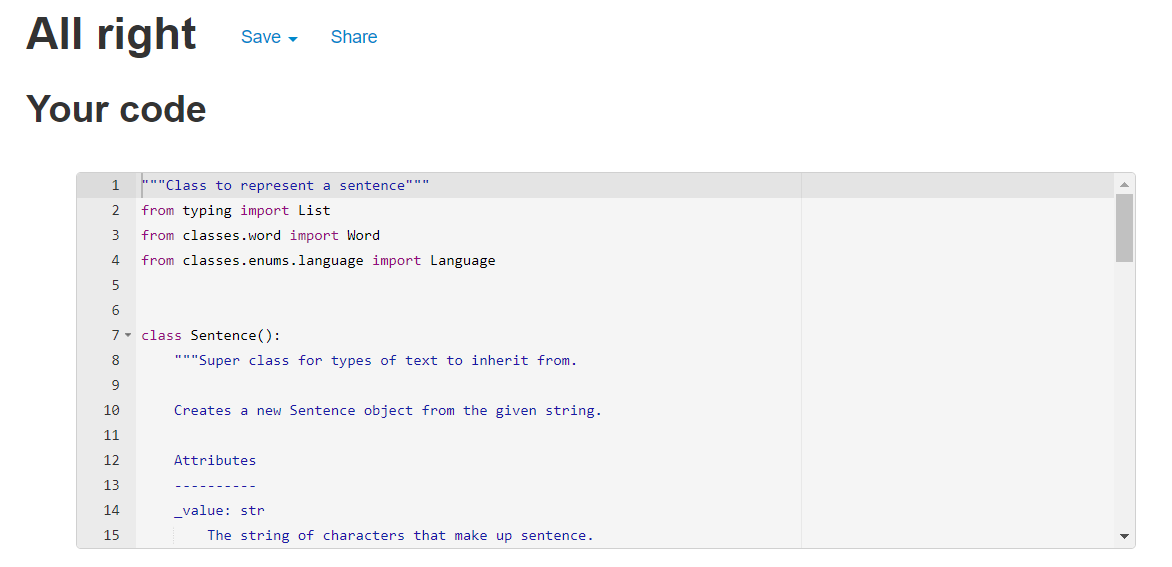 All right Save Share
Your code
1 """Class to represent a sentence"""
2 from typing import List
3 from classes.word import Word
4 from classes.enums.language import Language
5
6
7 class Sentence():
8     """Super class for types of text to inherit from.
9
10     Creates a new Sentence object from the given string.
11
12     Attributes
13     ----------
14     _value: str
15         The string of characters that make up sentence.